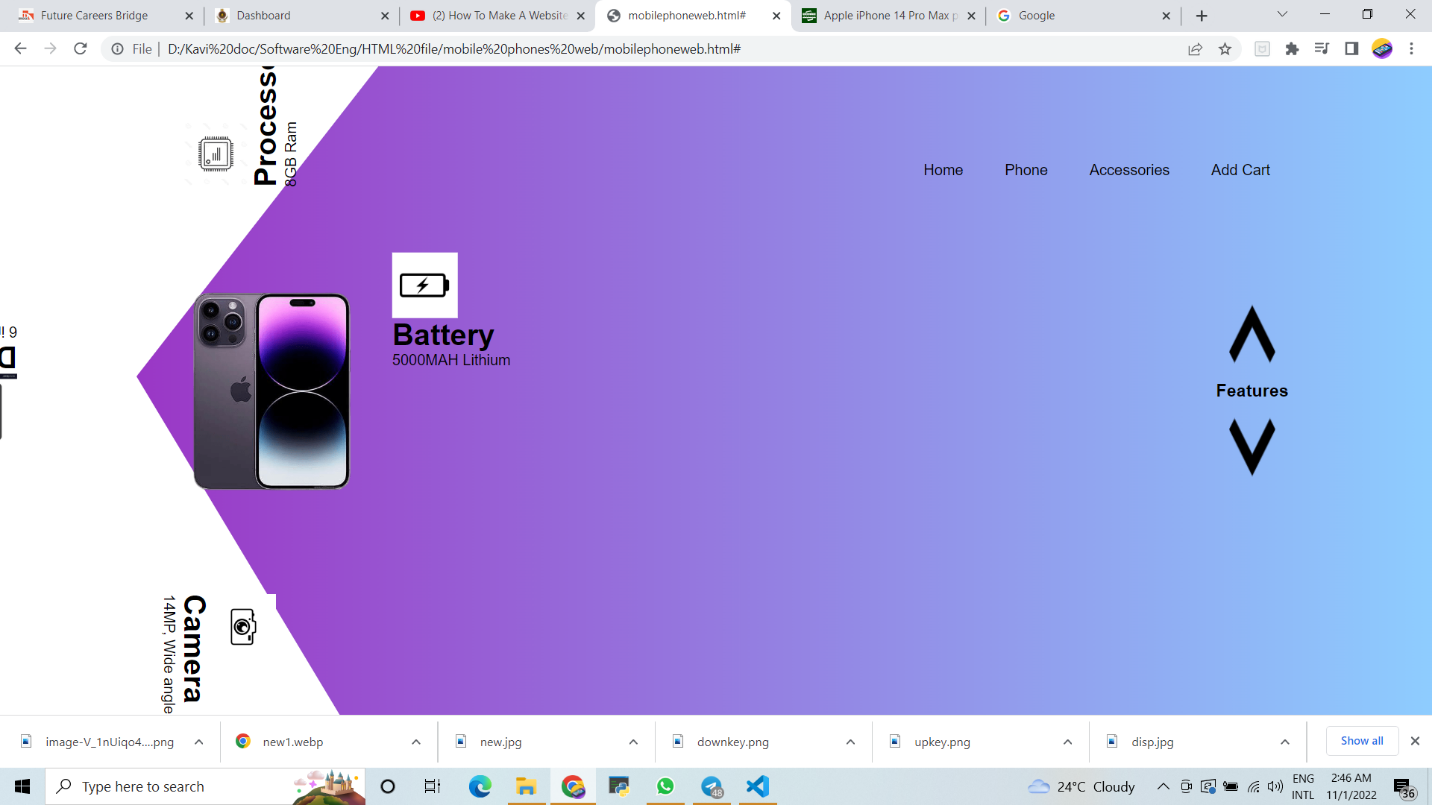 Future Careers Bridge
Dashboard
(2) How To Make A Website
mobilephoneweb.html#
Apple iPhone 14 Pro Max p
Google
File
D:/Kavi%20doc/Software%20Eng/HTML%20file/mobile%20phones%20web/mobilephoneweb.html#
Processo
8GB Ram
Home Phone Accessories Add Cart
Battery
5000MAH Lithium
Features
Camera
14MP, Wide angle
image-V_1nUiqo4....png
new1.webp
new.jpg
downkey.png
upkey.png
disp.jpg
Show all
Type here to search
48
24°C Cloudy
ENG
INTL
2:46 AM
11/1/2022
36